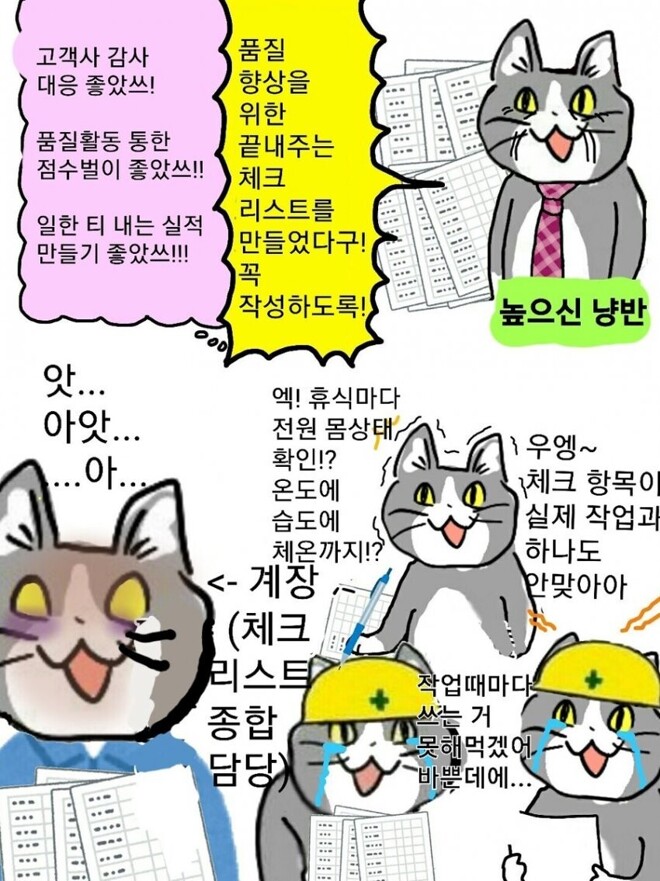 고객사 감사
대응 좋았쓰!
품질활동 통한
점수벌이 좋았쓰!!
일한 티 내는 실적
만들기 좋았쓰!!!
품질
향상을
위한
끝내주는
체크
리스트를
만들었다구!
꼭
작성하도록!
높으신 냥반
앗...
아앗...
....아...
엑! 휴식마다
전원 몸상태
확인!?
온도에
습도에
체온까지!?
우엥~
체크 항목이
실제 작업과
하나도
안맞아아
<- 계장
(체크
리스트
종합
담당)
작업때마다
쓰는 거
못해먹겠어
바쁜데에...